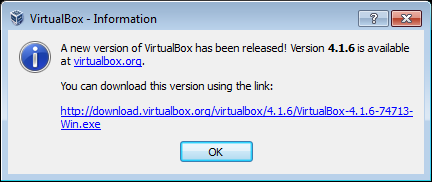 VirtualBox - Information
A new version of VirtualBox has been released! Version 4.1.6 is available
at virtualbox.org.
You can download this version using the link:
http://download.virtualbox.org/virtualbox/4.1.6/VirtualBox-4.1.6-74713-
Win.exe
OK